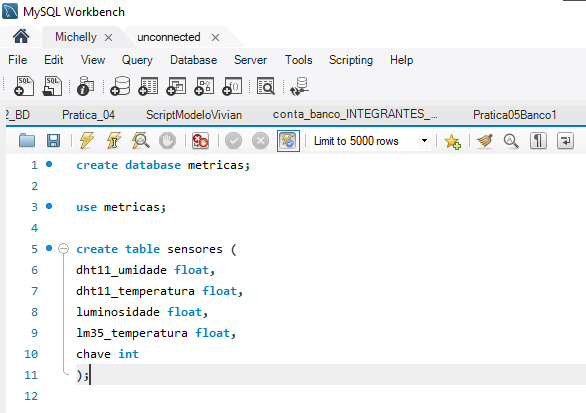 MySQL Workbench
Michelly × unconnected ×
File Edit View Query Database Server Tools Scripting Help
SQL SQL
2_BD Pratica_04 ScriptModeloVivian conta_banco_INTEGRANTES_... Pratica05Banco1
Limit to 5000 rows
1 create database metricas;
2
3 use metricas;
4
5 create table sensores (
6 dht11_umidade float,
7 dht11_temperatura float,
8 luminosidade float,
9 lm35_temperatura float,
10 chave int
11 );
12